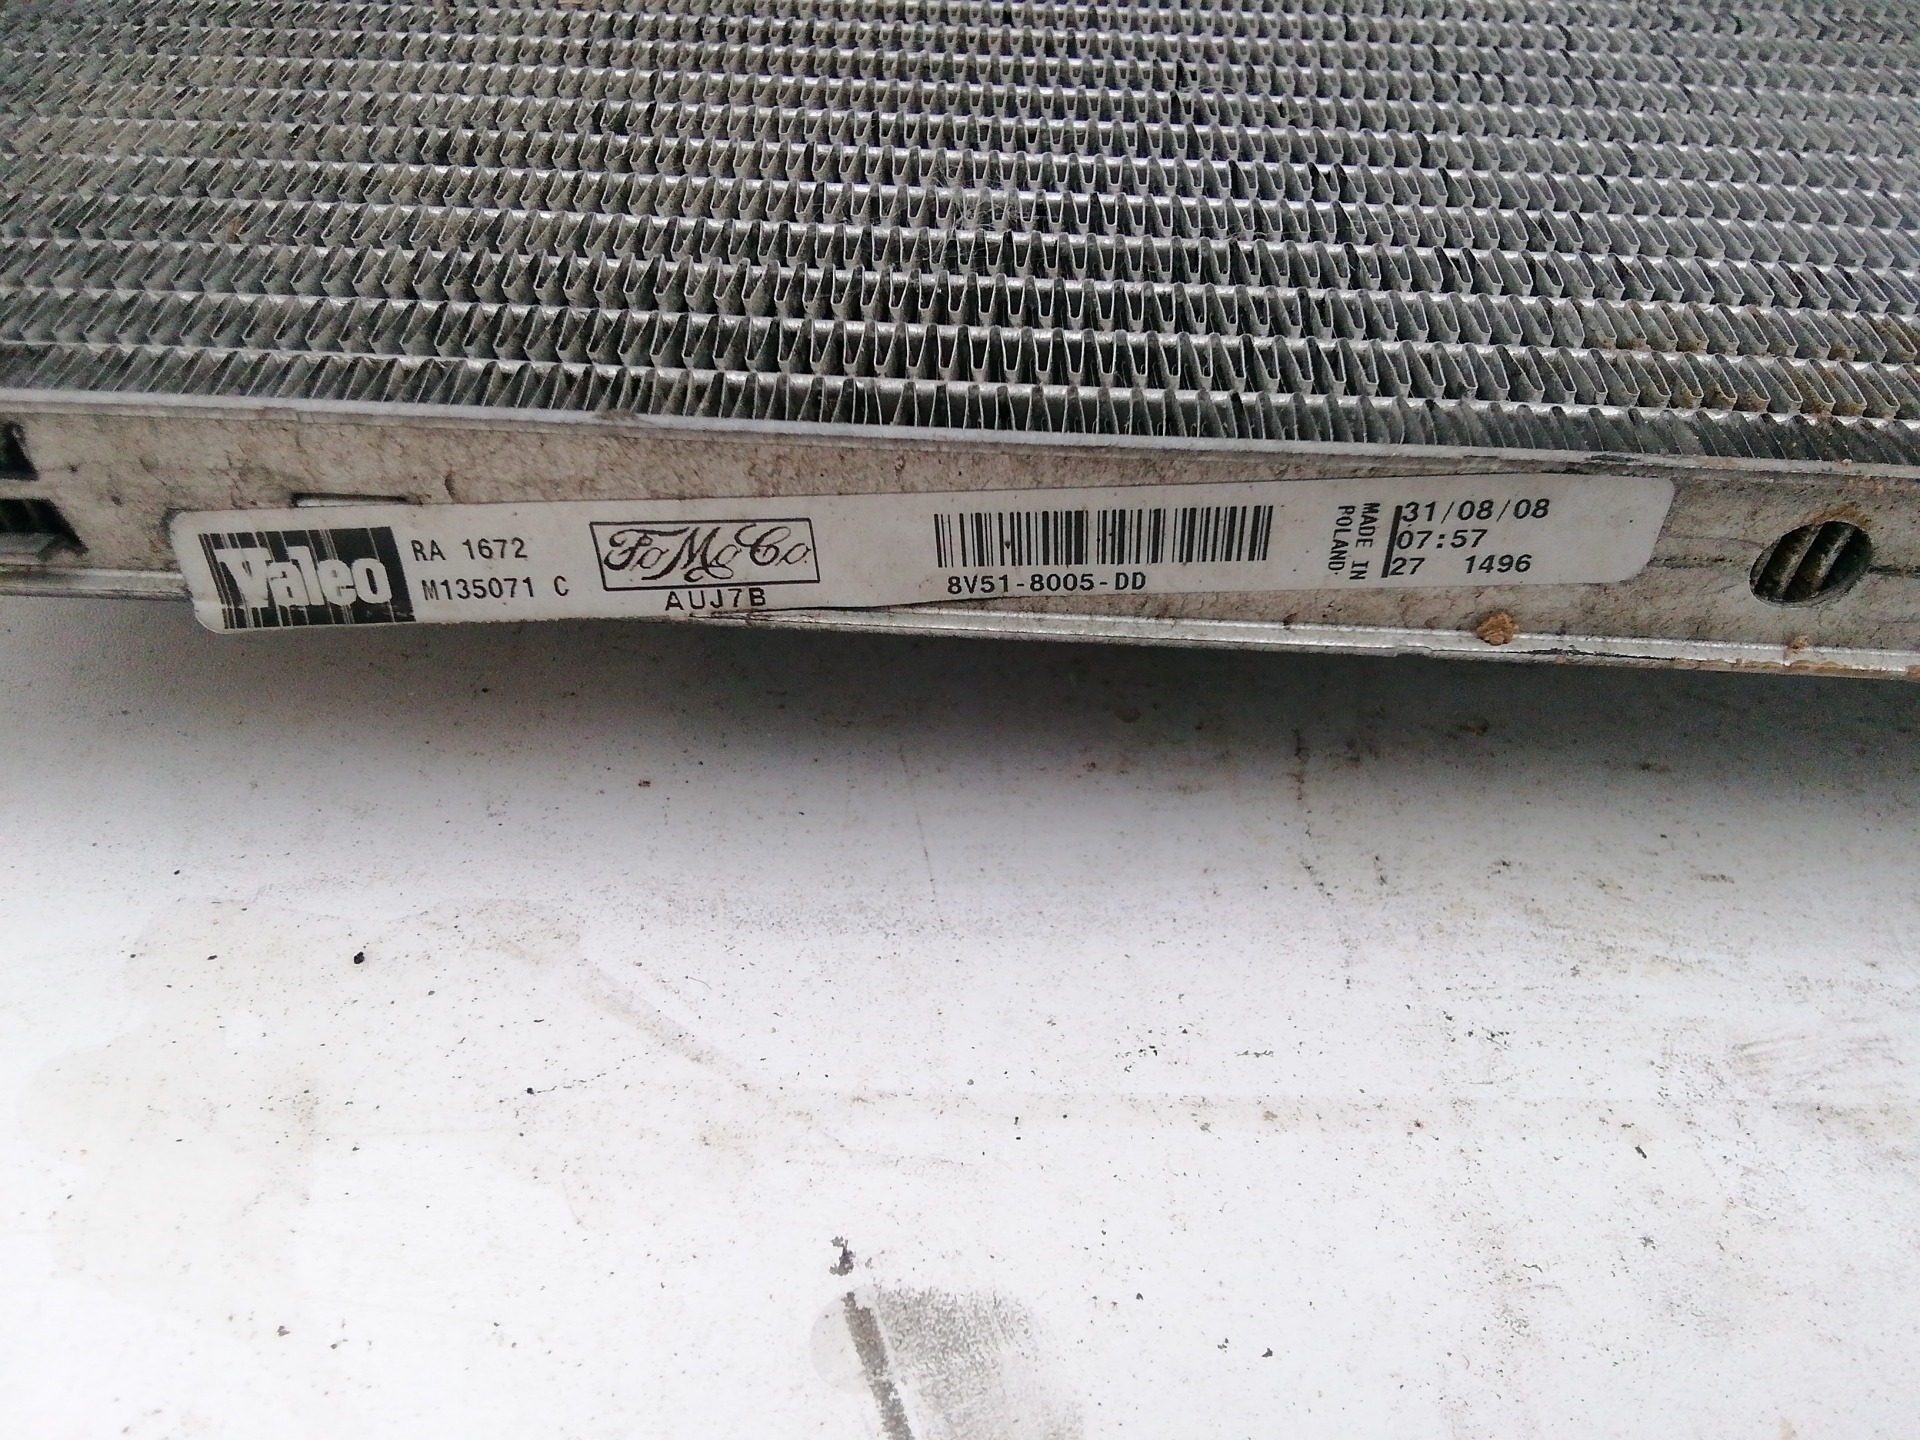 Valeo
RA 1672
M135071 C
FoMoCo
AUJ7B
8V51-8005-DD
MADE IN
POLAND
31/08/08
07:57
27 1496